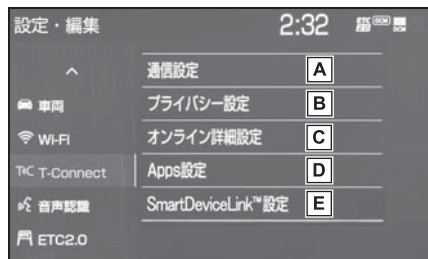 設定・編集 2:32
通信設定 A
車両 プライバシー設定 B
Wi-Fi オンライン詳細設定 C
T-Connect Apps設定 D
音声認識 SmartDeviceLink™設定 E
ETC2.0